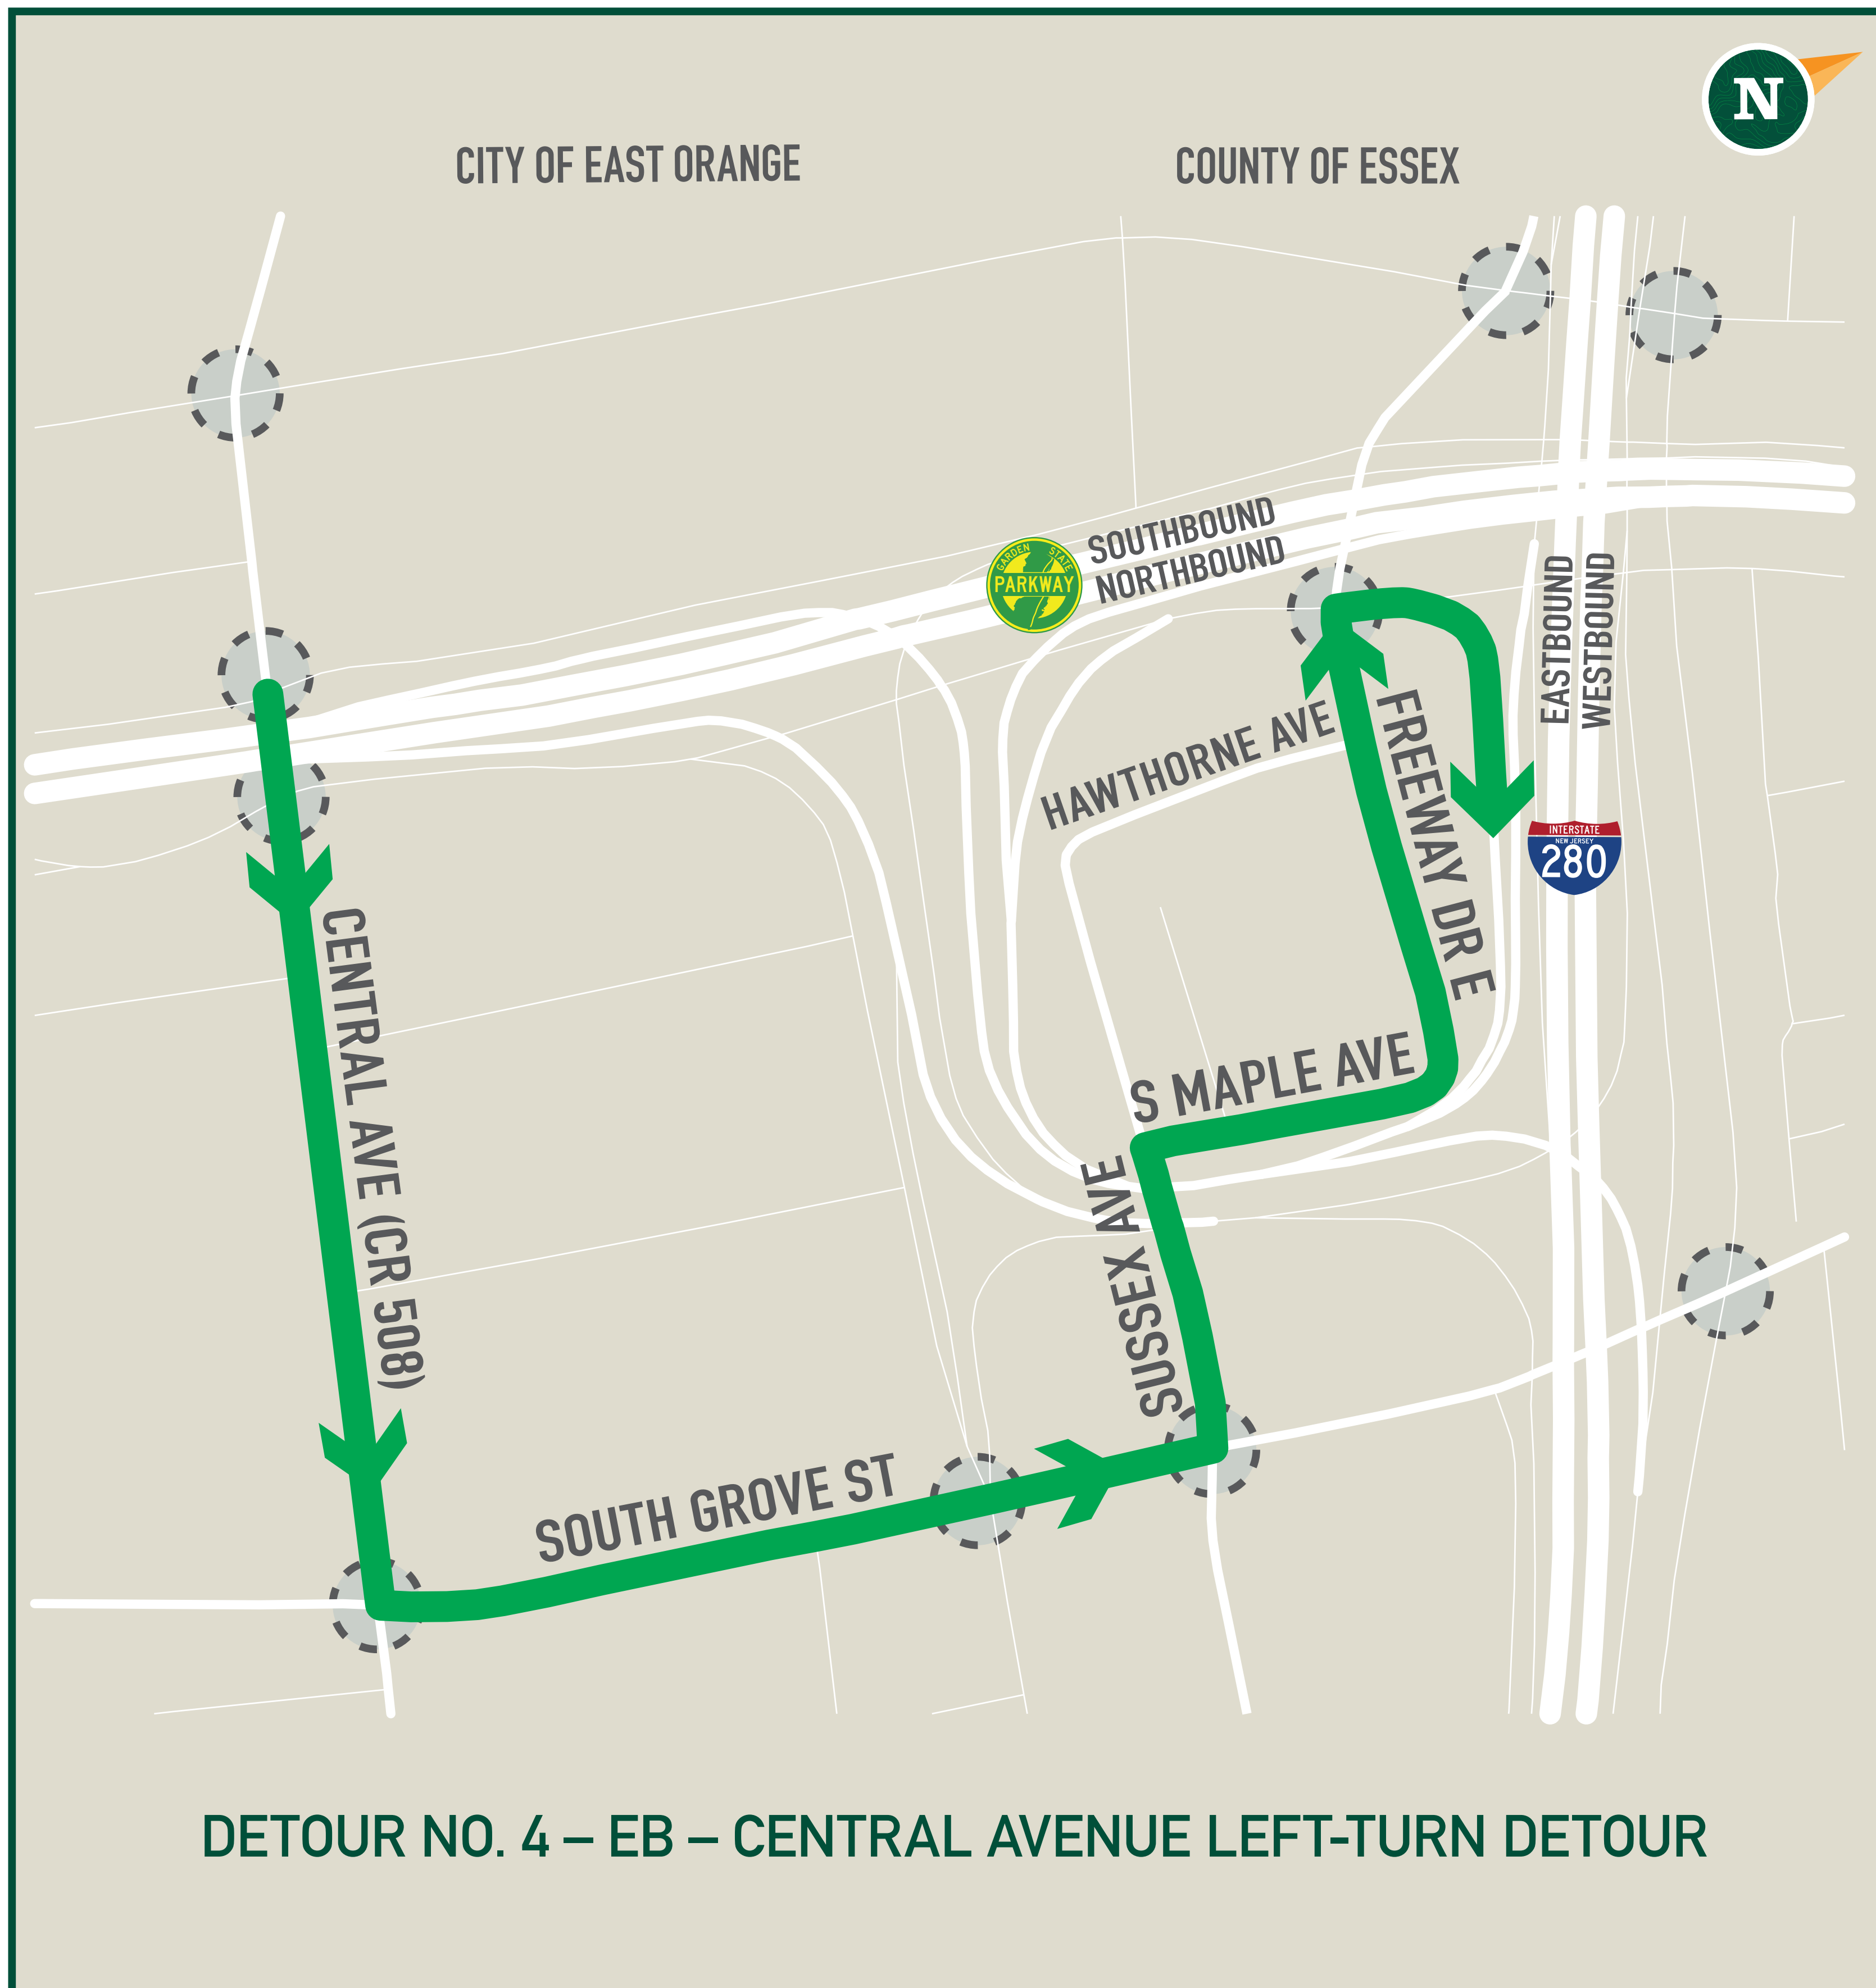 N
CITY OF EAST ORANGE
COUNTY OF ESSEX
SOUTHBOUND
NORTHBOUND
GARDEN STATE
PARKWAY
EASTBOUND
WESTBOUND
HAWTHORNE AVE
FREEWAY DR E
INTERSTATE
NEW JERSEY
280
CENTRAL AVE (CR 508)
S MAPLE AVE
SUSSEX AVE
SOUTH GROVE ST
DETOUR NO. 4 – EB – CENTRAL AVENUE LEFT-TURN DETOUR